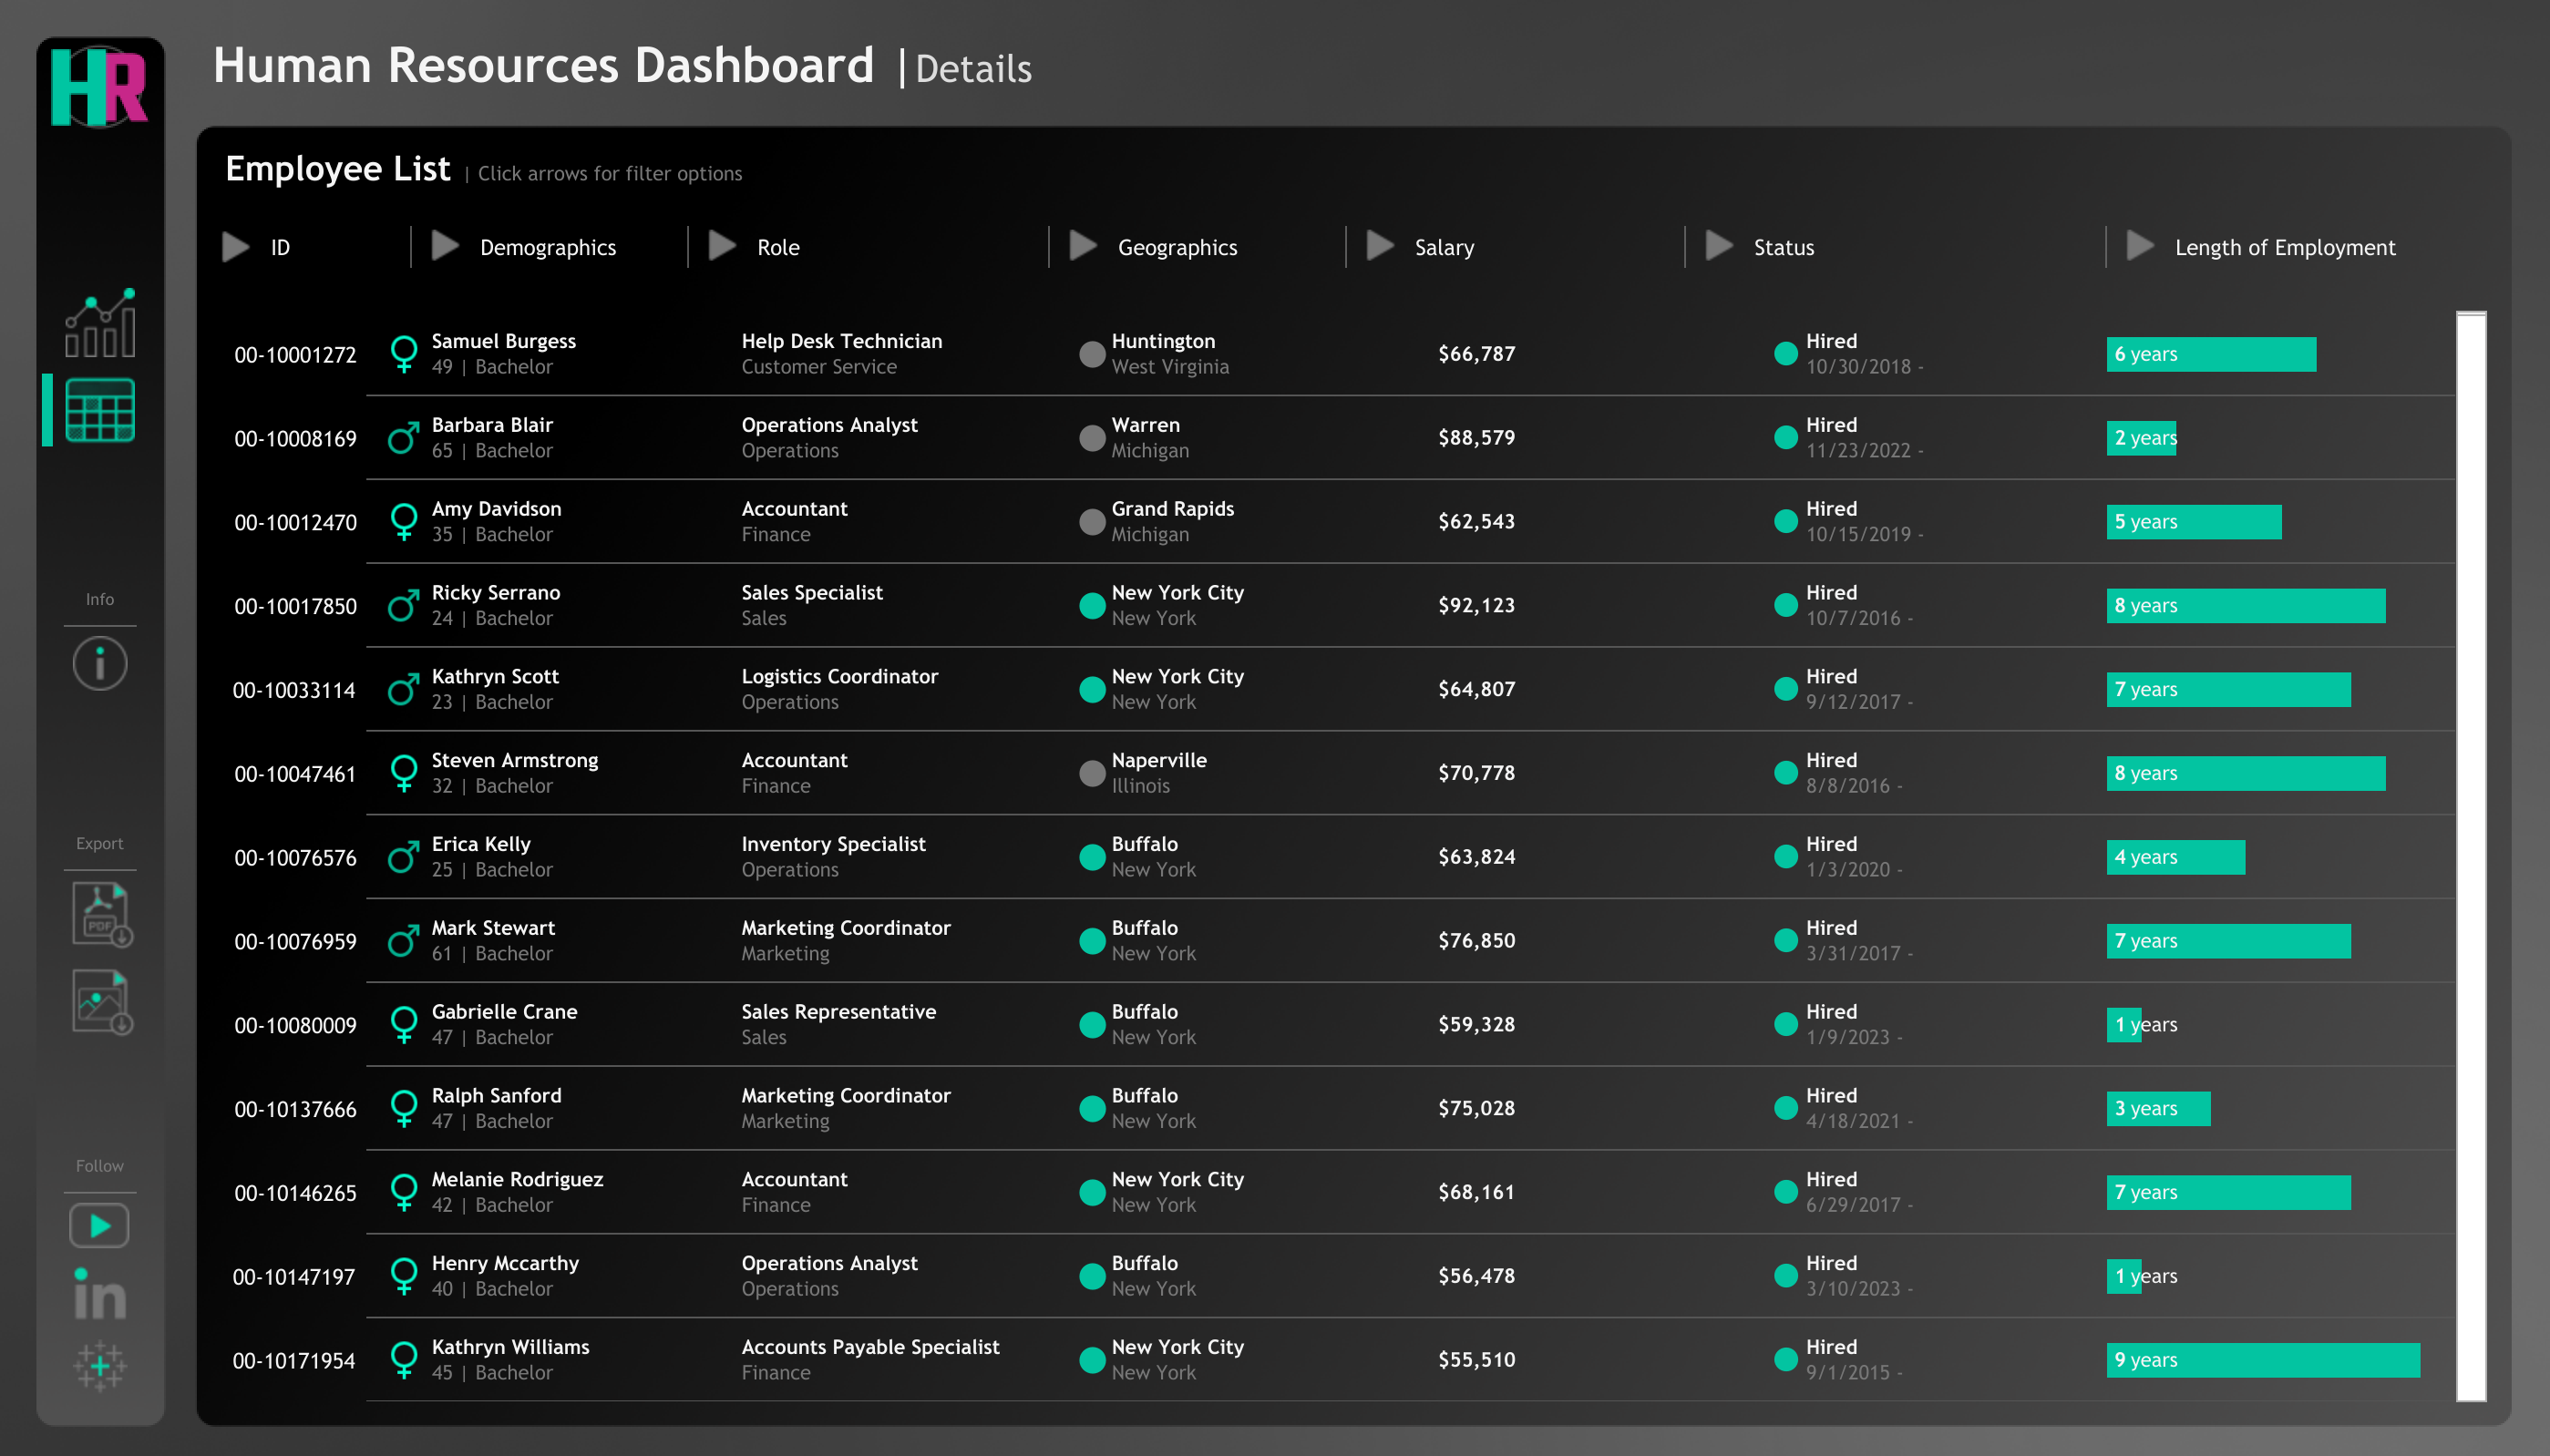 HR
Human Resources Dashboard | Details
Employee List | Click arrows for filter options
ID Demographics Role Geographics Salary Status Length of Employment
00-10001272 Samuel Burgess Help Desk Technician Huntington $66,787 Hired 6 years
49 | Bachelor Customer Service West Virginia 10/30/2018 -
00-10008169 Barbara Blair Operations Analyst Warren $88,579 Hired 2 years
65 | Bachelor Operations Michigan 11/23/2022 -
00-10012470 Amy Davidson Accountant Grand Rapids $62,543 Hired 5 years
35 | Bachelor Finance Michigan 10/15/2019 -
00-10017850 Ricky Serrano Sales Specialist New York City $92,123 Hired 8 years
24 | Bachelor Sales New York 10/7/2016 -
00-10033114 Kathryn Scott Logistics Coordinator New York City $64,807 Hired 7 years
23 | Bachelor Operations New York 9/12/2017 -
00-10047461 Steven Armstrong Accountant Naperville $70,778 Hired 8 years
32 | Bachelor Finance Illinois 8/8/2016 -
00-10076576 Erica Kelly Inventory Specialist Buffalo $63,824 Hired 4 years
25 | Bachelor Operations New York 1/3/2020 -
00-10076959 Mark Stewart Marketing Coordinator Buffalo $76,850 Hired 7 years
61 | Bachelor Marketing New York 3/31/2017 -
00-10080009 Gabrielle Crane Sales Representative Buffalo $59,328 Hired 1 years
47 | Bachelor Sales New York 1/9/2023 -
00-10137666 Ralph Sanford Marketing Coordinator Buffalo $75,028 Hired 3 years
47 | Bachelor Marketing New York 4/18/2021 -
00-10146265 Melanie Rodriguez Accountant New York City $68,161 Hired 7 years
42 | Bachelor Finance New York 6/29/2017 -
00-10147197 Henry Mccarthy Operations Analyst Buffalo $56,478 Hired 1 years
40 | Bachelor Operations New York 3/10/2023 -
00-10171954 Kathryn Williams Accounts Payable Specialist New York City $55,510 Hired 9 years
45 | Bachelor Finance New York 9/1/2015 -
Info
i
Export
PDF
Follow
in